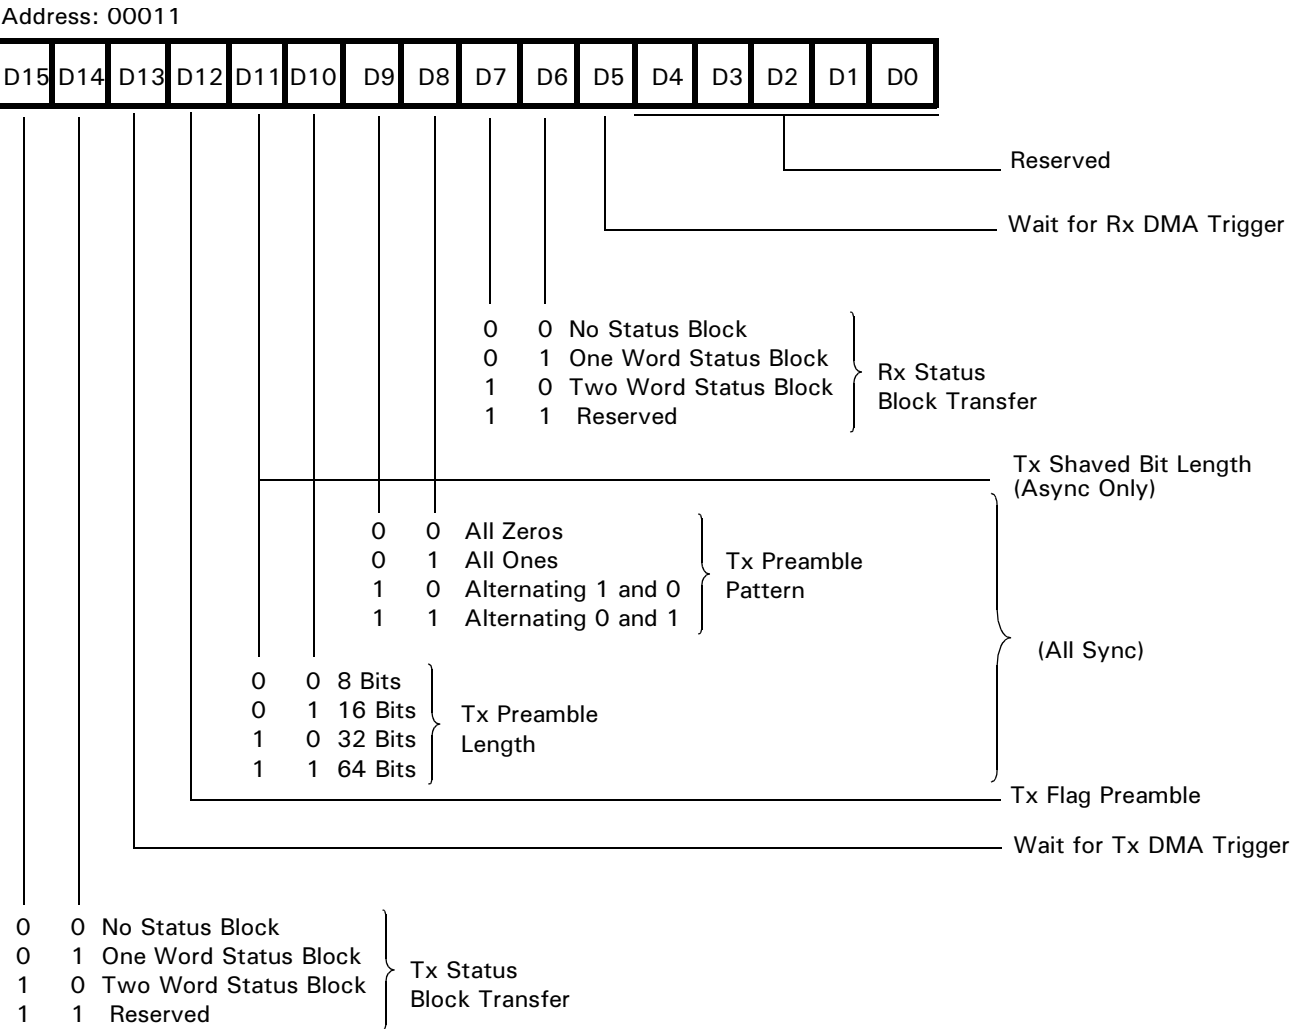 Address: 00011
D15 D14 D13 D12 D11 D10 D9 D8 D7 D6 D5 D4 D3 D2 D1 D0
Reserved
Wait for Rx DMA Trigger
0 0 No Status Block
0 1 One Word Status Block
1 0 Two Word Status Block
1 1 Reserved
Rx Status
Block Transfer
Tx Shaved Bit Length
(Async Only)
0 0 All Zeros
0 1 All Ones
1 0 Alternating 1 and 0
1 1 Alternating 0 and 1
Tx Preamble
Pattern
(All Sync)
0 0 8 Bits
0 1 16 Bits
1 0 32 Bits
1 1 64 Bits
Tx Preamble
Length
Tx Flag Preamble
Wait for Tx DMA Trigger
0 0 No Status Block
0 1 One Word Status Block
1 0 Two Word Status Block
1 1 Reserved
Tx Status
Block Transfer